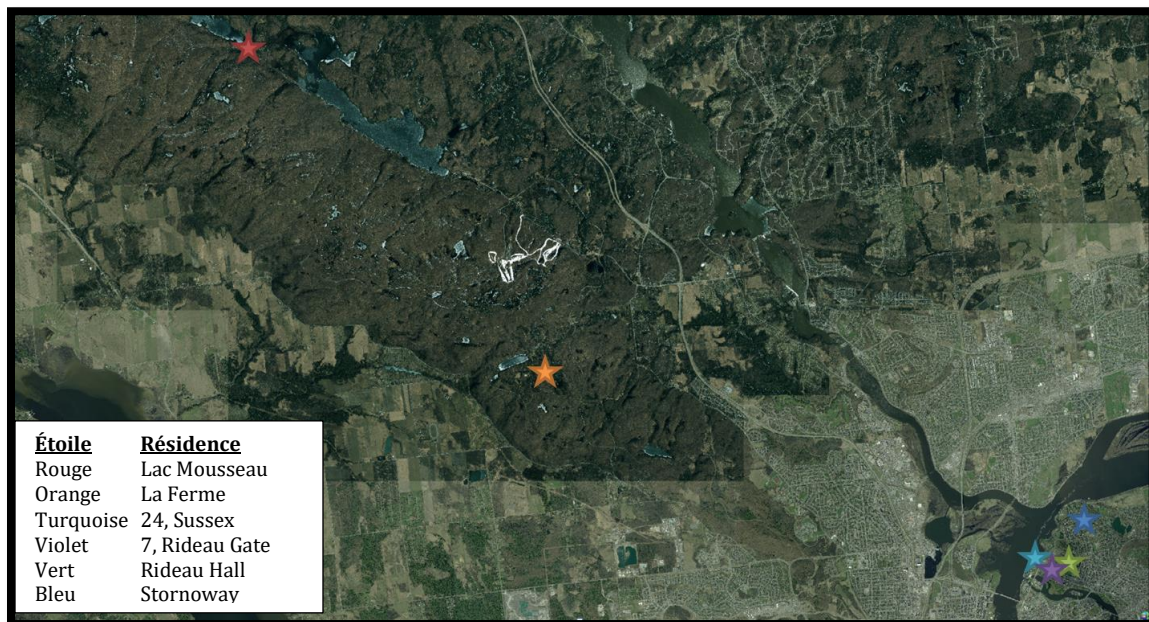 Étoile Résidence
Rouge Lac Mousseau
Orange La Ferme
Turquoise 24, Sussex
Violet 7, Rideau Gate
Vert Rideau Hall
Bleu Stornoway